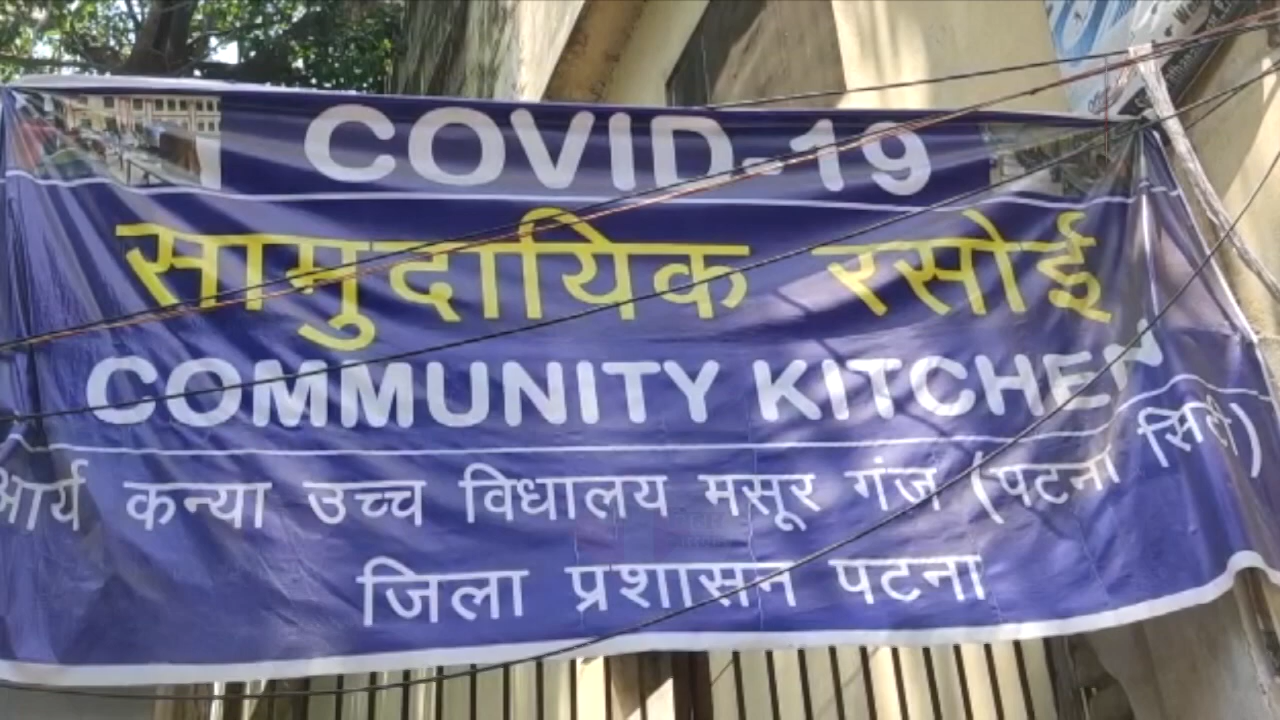 COVID-19
सामुदायिक रसोई
COMMUNITY KITCHEN
आर्य कन्या उच्च विधालय मसूर गंज (पटना सिटी)
जिला प्रशासन पटना